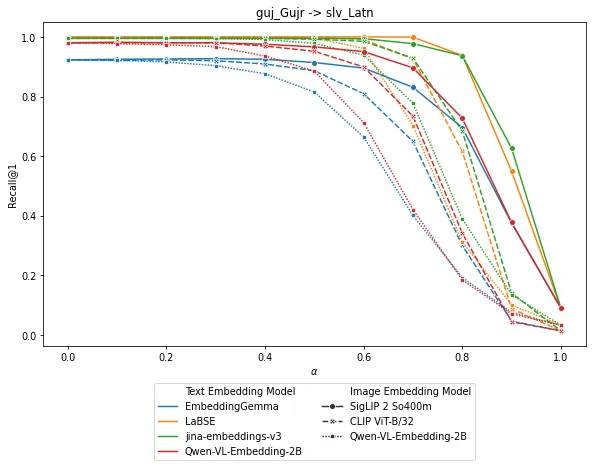 guj_Gujr -> slv_Latn
Recall@1
1.0
0.8
0.6
0.4
0.2
0.0
0.0 0.2 0.4 0.6 0.8 1.0
α
Text Embedding Model
EmbeddingGemma
LaBSE
jina-embeddings-v3
Qwen-VL-Embedding-2B
Image Embedding Model
SigLIP 2 So400m
CLIP ViT-B/32
Qwen-VL-Embedding-2B